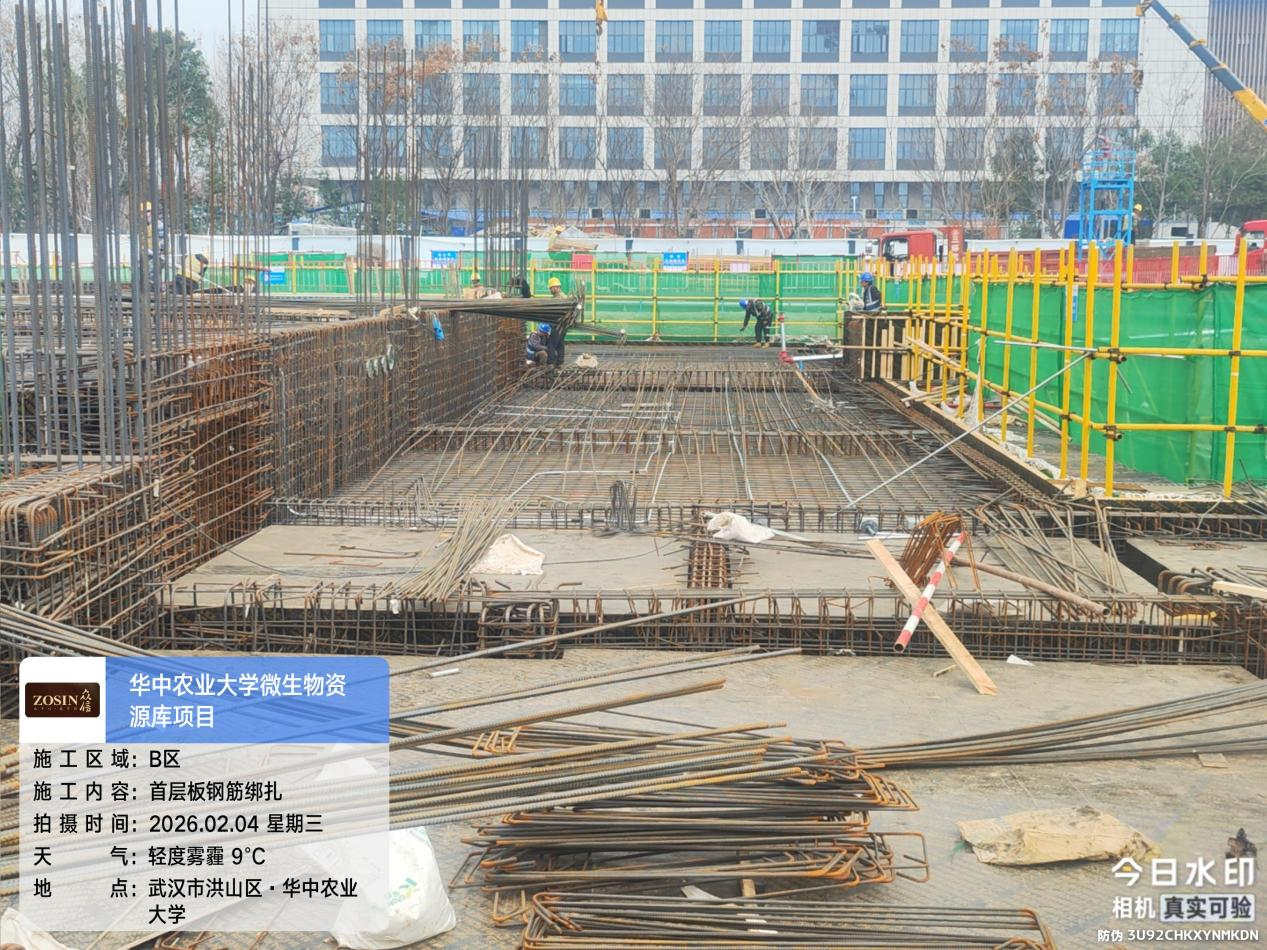 ZOSIN 众信
华中农业大学微生物资
源库项目
施工区域：B区
施工内容：首层板钢筋绑扎
拍摄时间：2026.02.04 星期三
天气：轻度雾霾 9°C
地点：武汉市洪山区·华中农业
大学
今日水印
相机 真实可验
防伪 3U92CHKXYNMKDN